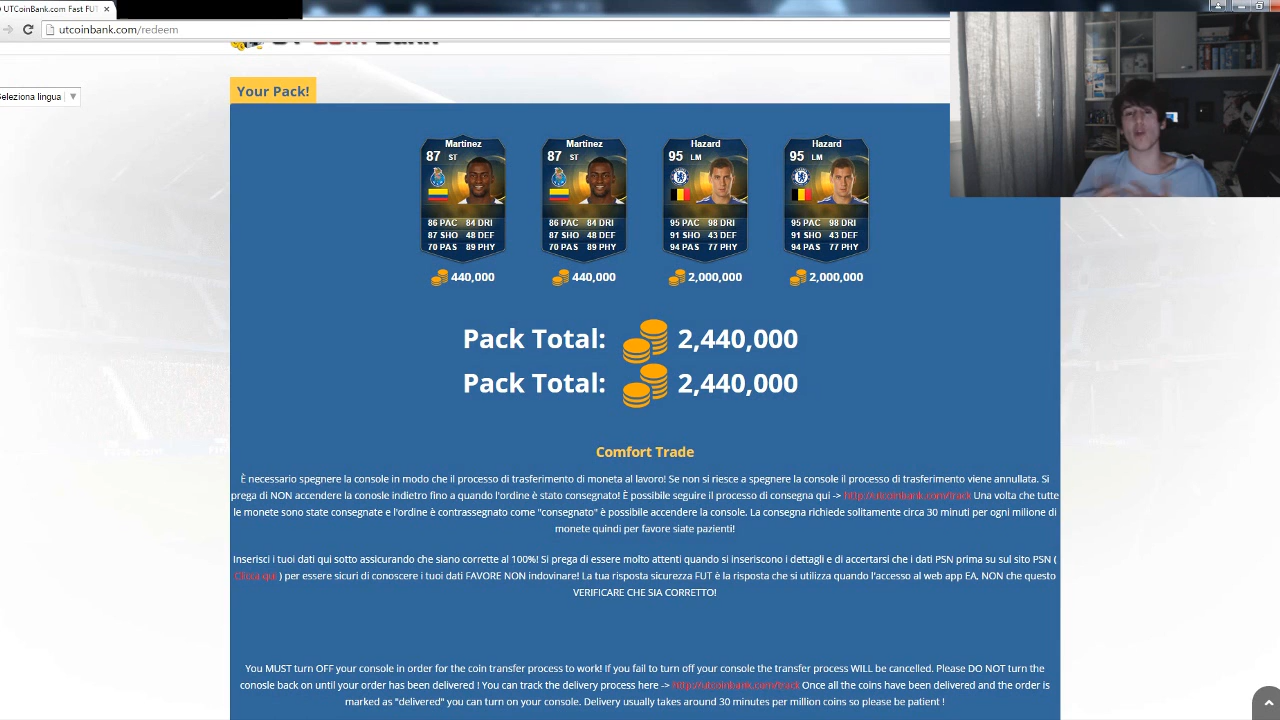 UTCoinBank.com Fast FUT
utcoinbank.com/redeem
Seleziona lingua
Your Pack!
Martinez Martinez Hazard Hazard
87 ST 87 ST 95 LM 95 LM
86 PAC 84 DRI 86 PAC 84 DRI 95 PAC 98 DRI 95 PAC 98 DRI
87 SHO 48 DEF 87 SHO 48 DEF 91 SHO 43 DEF 91 SHO 43 DEF
70 PAS 89 PHY 70 PAS 89 PHY 94 PAS 77 PHY 94 PAS 77 PHY
440,000 440,000 2,000,000 2,000,000
Pack Total: 2,440,000
Pack Total: 2,440,000
Comfort Trade
È necessario spegnere la console in modo che il processo di trasferimento di moneta al lavoro! Se non si riesce a spegnere la console il processo di trasferimento viene annullata. Si
prega di NON accendere la conosle indietro fino a quando l'ordine è stato consegnato! È possibile seguire il processo di consegna qui -> http://utcoinbank.com/track Una volta che tutte
le monete sono state consegnate e l'ordine è contrassegnato come "consegnato" è possibile accendere la console. La consegna richiede solitamente circa 30 minuti per ogni milione di
monete quindi per favore siate pazienti!
Inserisci i tuoi dati qui sotto assicurando che siano corrette al 100%! Si prega di essere molto attenti quando si inseriscono i dettagli e di accertarsi che i dati PSN prima su sul sito PSN (
Clicca qui ) per essere sicuri di conoscere i tuoi dati FAVORE NON indovinare! La tua risposta sicurezza FUT è la risposta che si utilizza quando l'accesso al web app EA, NON che questo
VERIFICARE CHE SIA CORRETTO!
You MUST turn OFF your console in order for the coin transfer process to work! If you fail to turn off your console the transfer process WILL be cancelled. Please DO NOT turn the
conosle back on until your order has been delivered ! You can track the delivery process here -> http://utcoinbank.com/track Once all the coins have been delivered and the order is
marked as "delivered" you can turn on your console. Delivery usually takes around 30 minutes per million coins so please be patient !